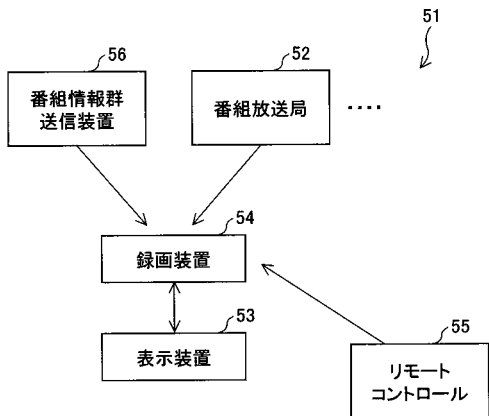 51
56
52
番組情報群
送信装置
番組放送局
....
54
録画装置
53
表示装置
55
リモート
コントロール